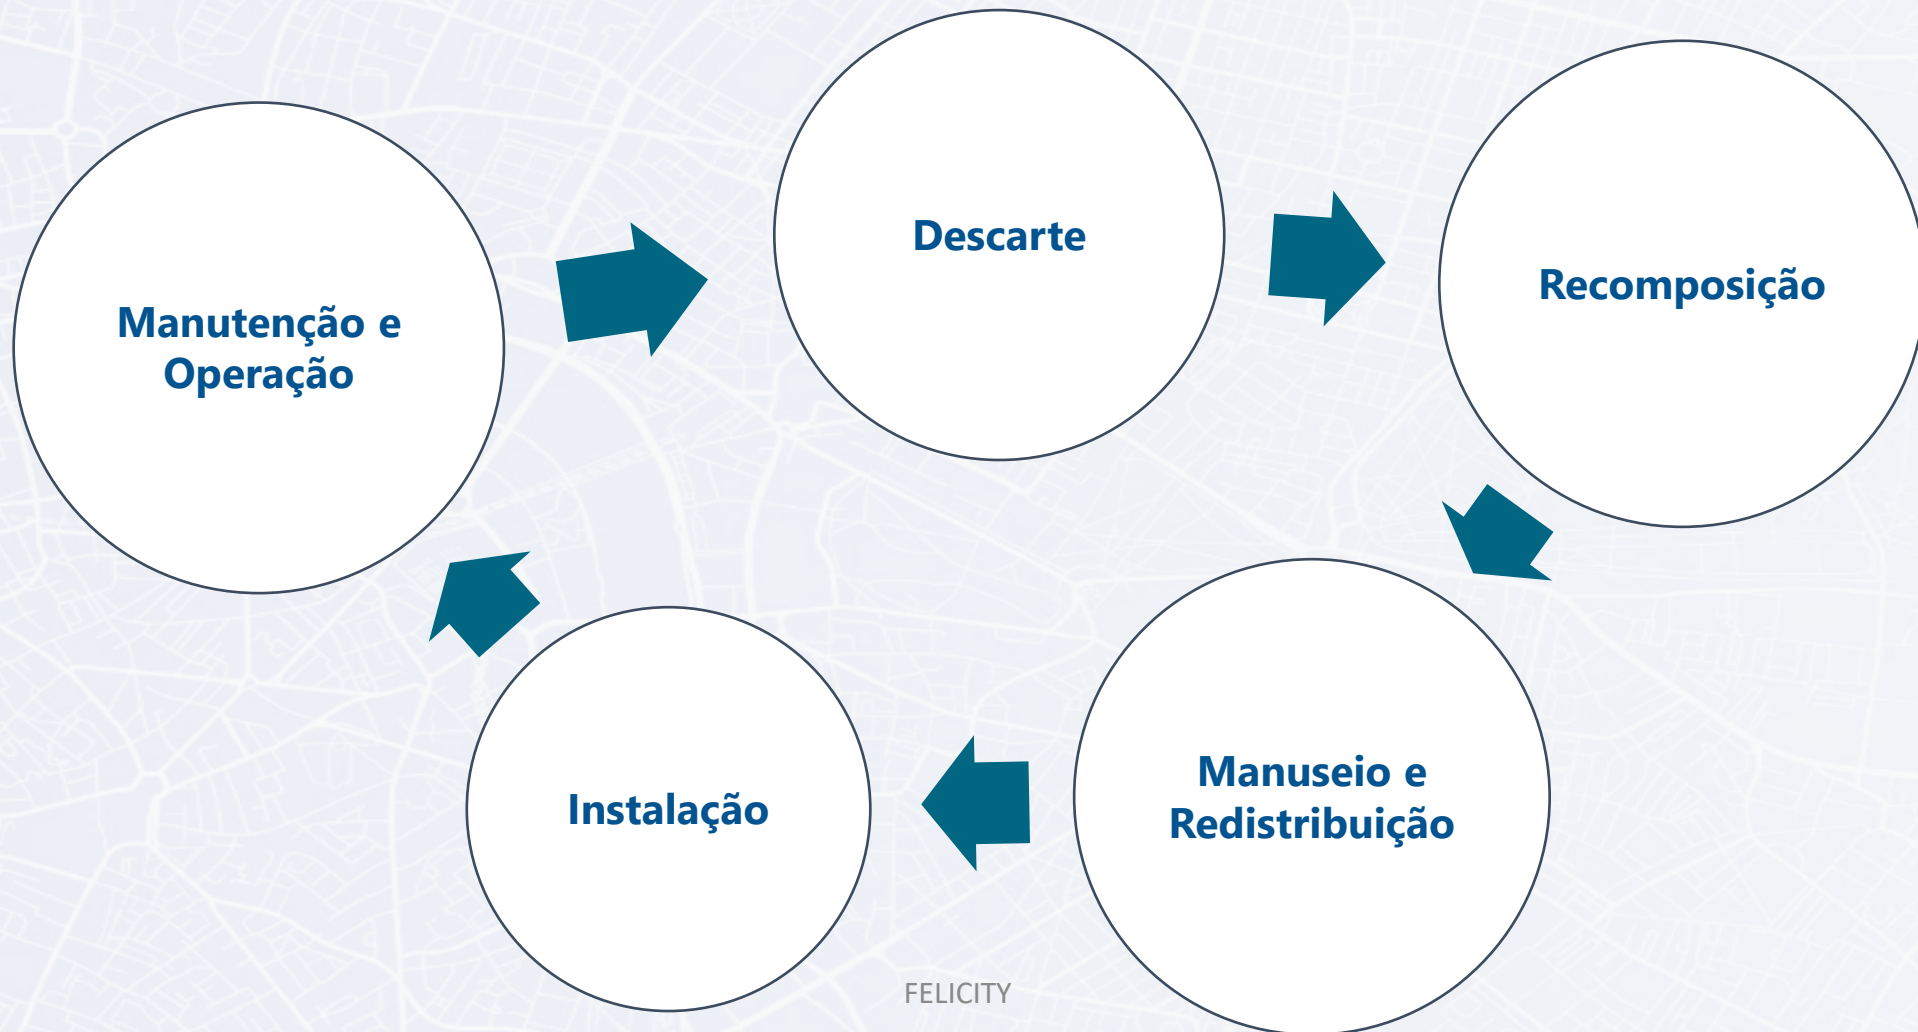 Descarte
Recomposição
Manutenção e
Operação
Manuseio e
Redistribuição
Instalação
FELICITY